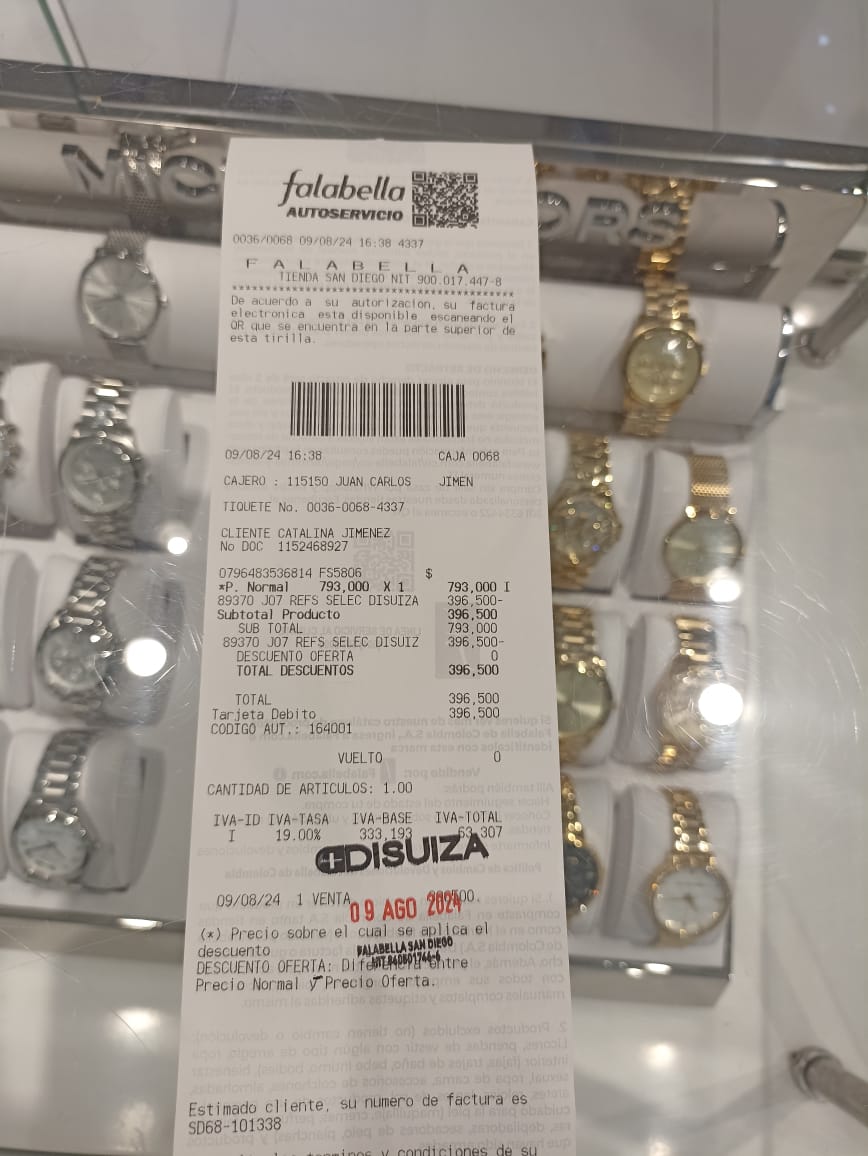 falabella
AUTOSERVICIO
0036/0068 09/08/24 16:38 4337
F A L A B E L L A
TIENDA SAN DIEGO NIT 900.017.447-8
**************************************************
De acuerdo a su autorizacion, su factura
electronica esta disponible escaneando el
QR que se encuentra en la parte superior de
esta tirilla.
09/08/24 16:38 CAJA 0068
CAJERO : 115150 JUAN CARLOS JIMEN
TIQUETE No. 0036-0068-4337
CLIENTE CATALINA JIMENEZ
No DOC 1152468927
0796483536814 FS5806 $
*P. Normal 793,000 X 1 793,000 I
89370 J07 REFS SELEC DISUIZA 396,500-
Subtotal Producto 396,500
SUB TOTAL 793,000
89370 J07 REFS SELEC DISUIZ 396,500-
DESCUENTO OFERTA 0
TOTAL DESCUENTOS 396,500
TOTAL 396,500
Tarjeta Debito 396,500
CODIGO AUT.: 164001
VUELTO 0
CANTIDAD DE ARTICULOS: 1.00
IVA-ID IVA-TASA IVA-BASE IVA-TOTAL
I 19.00% 333,193 63,307
DISUIZA
09/08/24 1 VENTA
09 AGO 2024
(*) Precio sobre el cual se aplica el
descuento
FALABELLA SAN DIEGO
DESCUENTO OFERTA: Diferencia entre
Precio Normal y Precio Oferta.
Estimado cliente, su numero de factura es
SD68-101338
terminos y condiciones de su